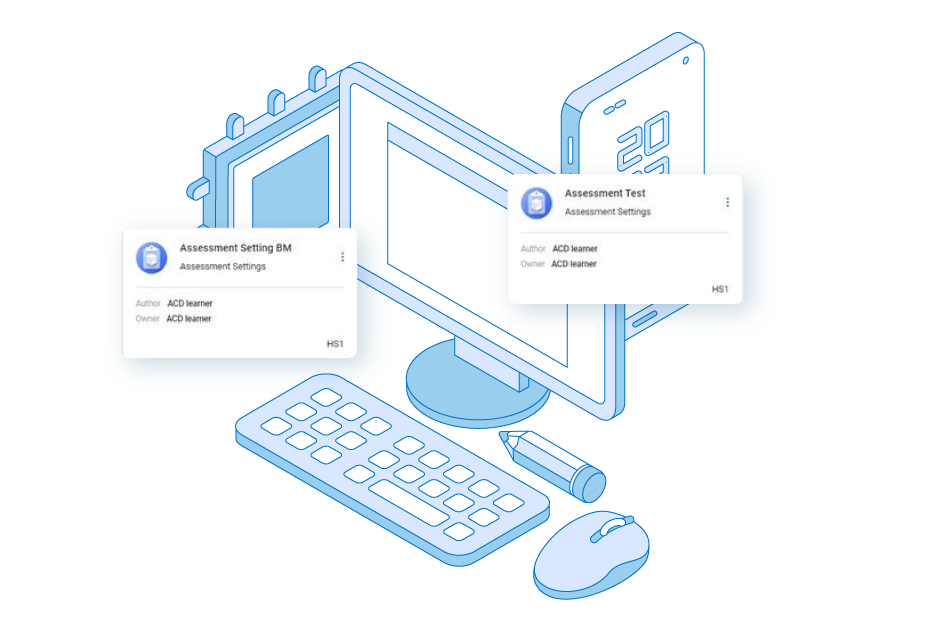 20
Assessment Test
Assessment Settings
Author ACD learner
Owner ACD learner
HS1
Assessment Setting BM
Assessment Settings
Author ACD learner
Owner ACD learner
HS1